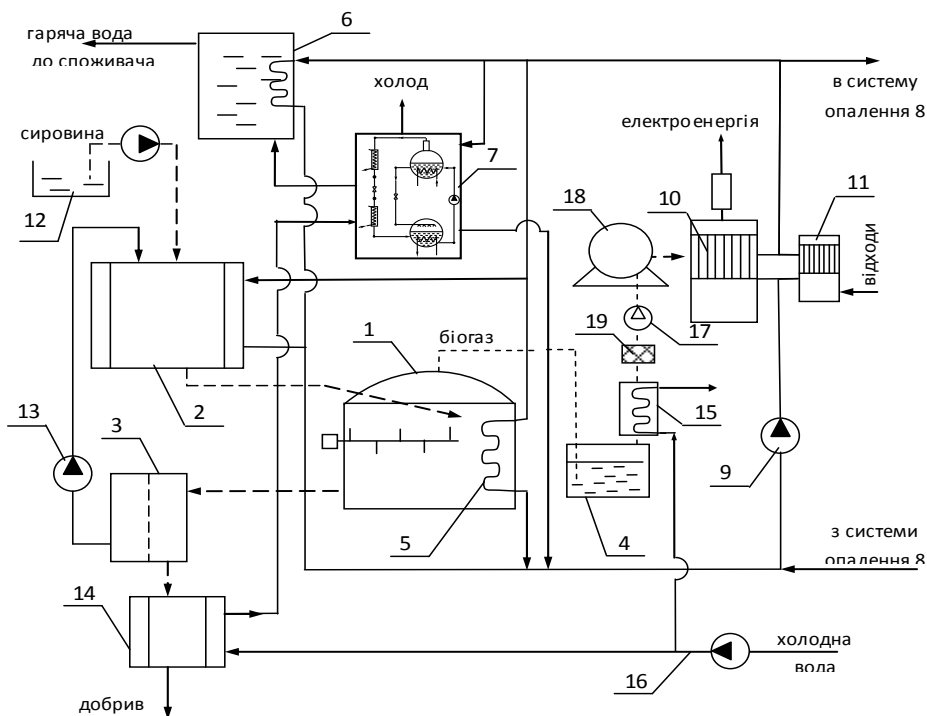 гаряча вода
до споживача
6
холод
в систему
опалення 8
сировина
електроенергія
7
18
10
11
12
відходи
1
біогаз
17
19
2
15
13
3
9
5
4
з системи
опалення 8
14
холодна
вода
16
добрив